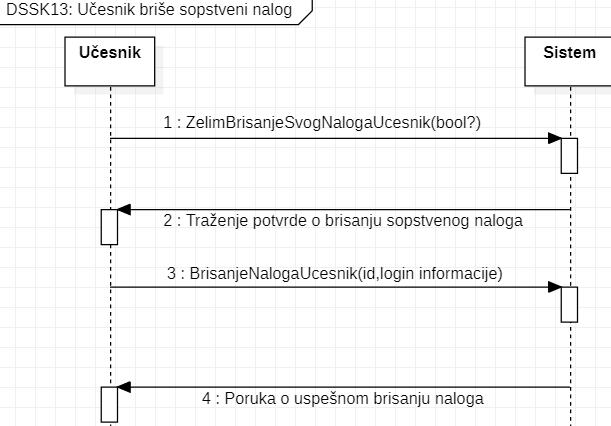 DSSK13: Učesnik briše sopstveni nalog
Učesnik
Sistem
1 : ZelimBrisanjeSvogNalogaUcesnik(bool?)
2 : Traženje potvrde o brisanju sopstvenog naloga
3 : BrisanjeNalogaUcesnik(id,login informacije)
4 : Poruka o uspešnom brisanju naloga